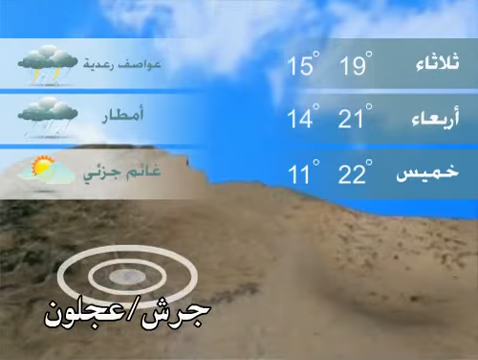 ثلاثاء 19° 15° عواصف رعدية
أربعاء 21° 14° أمطار
خميس 22° 11° غائم جزئي
جرش/عجلون